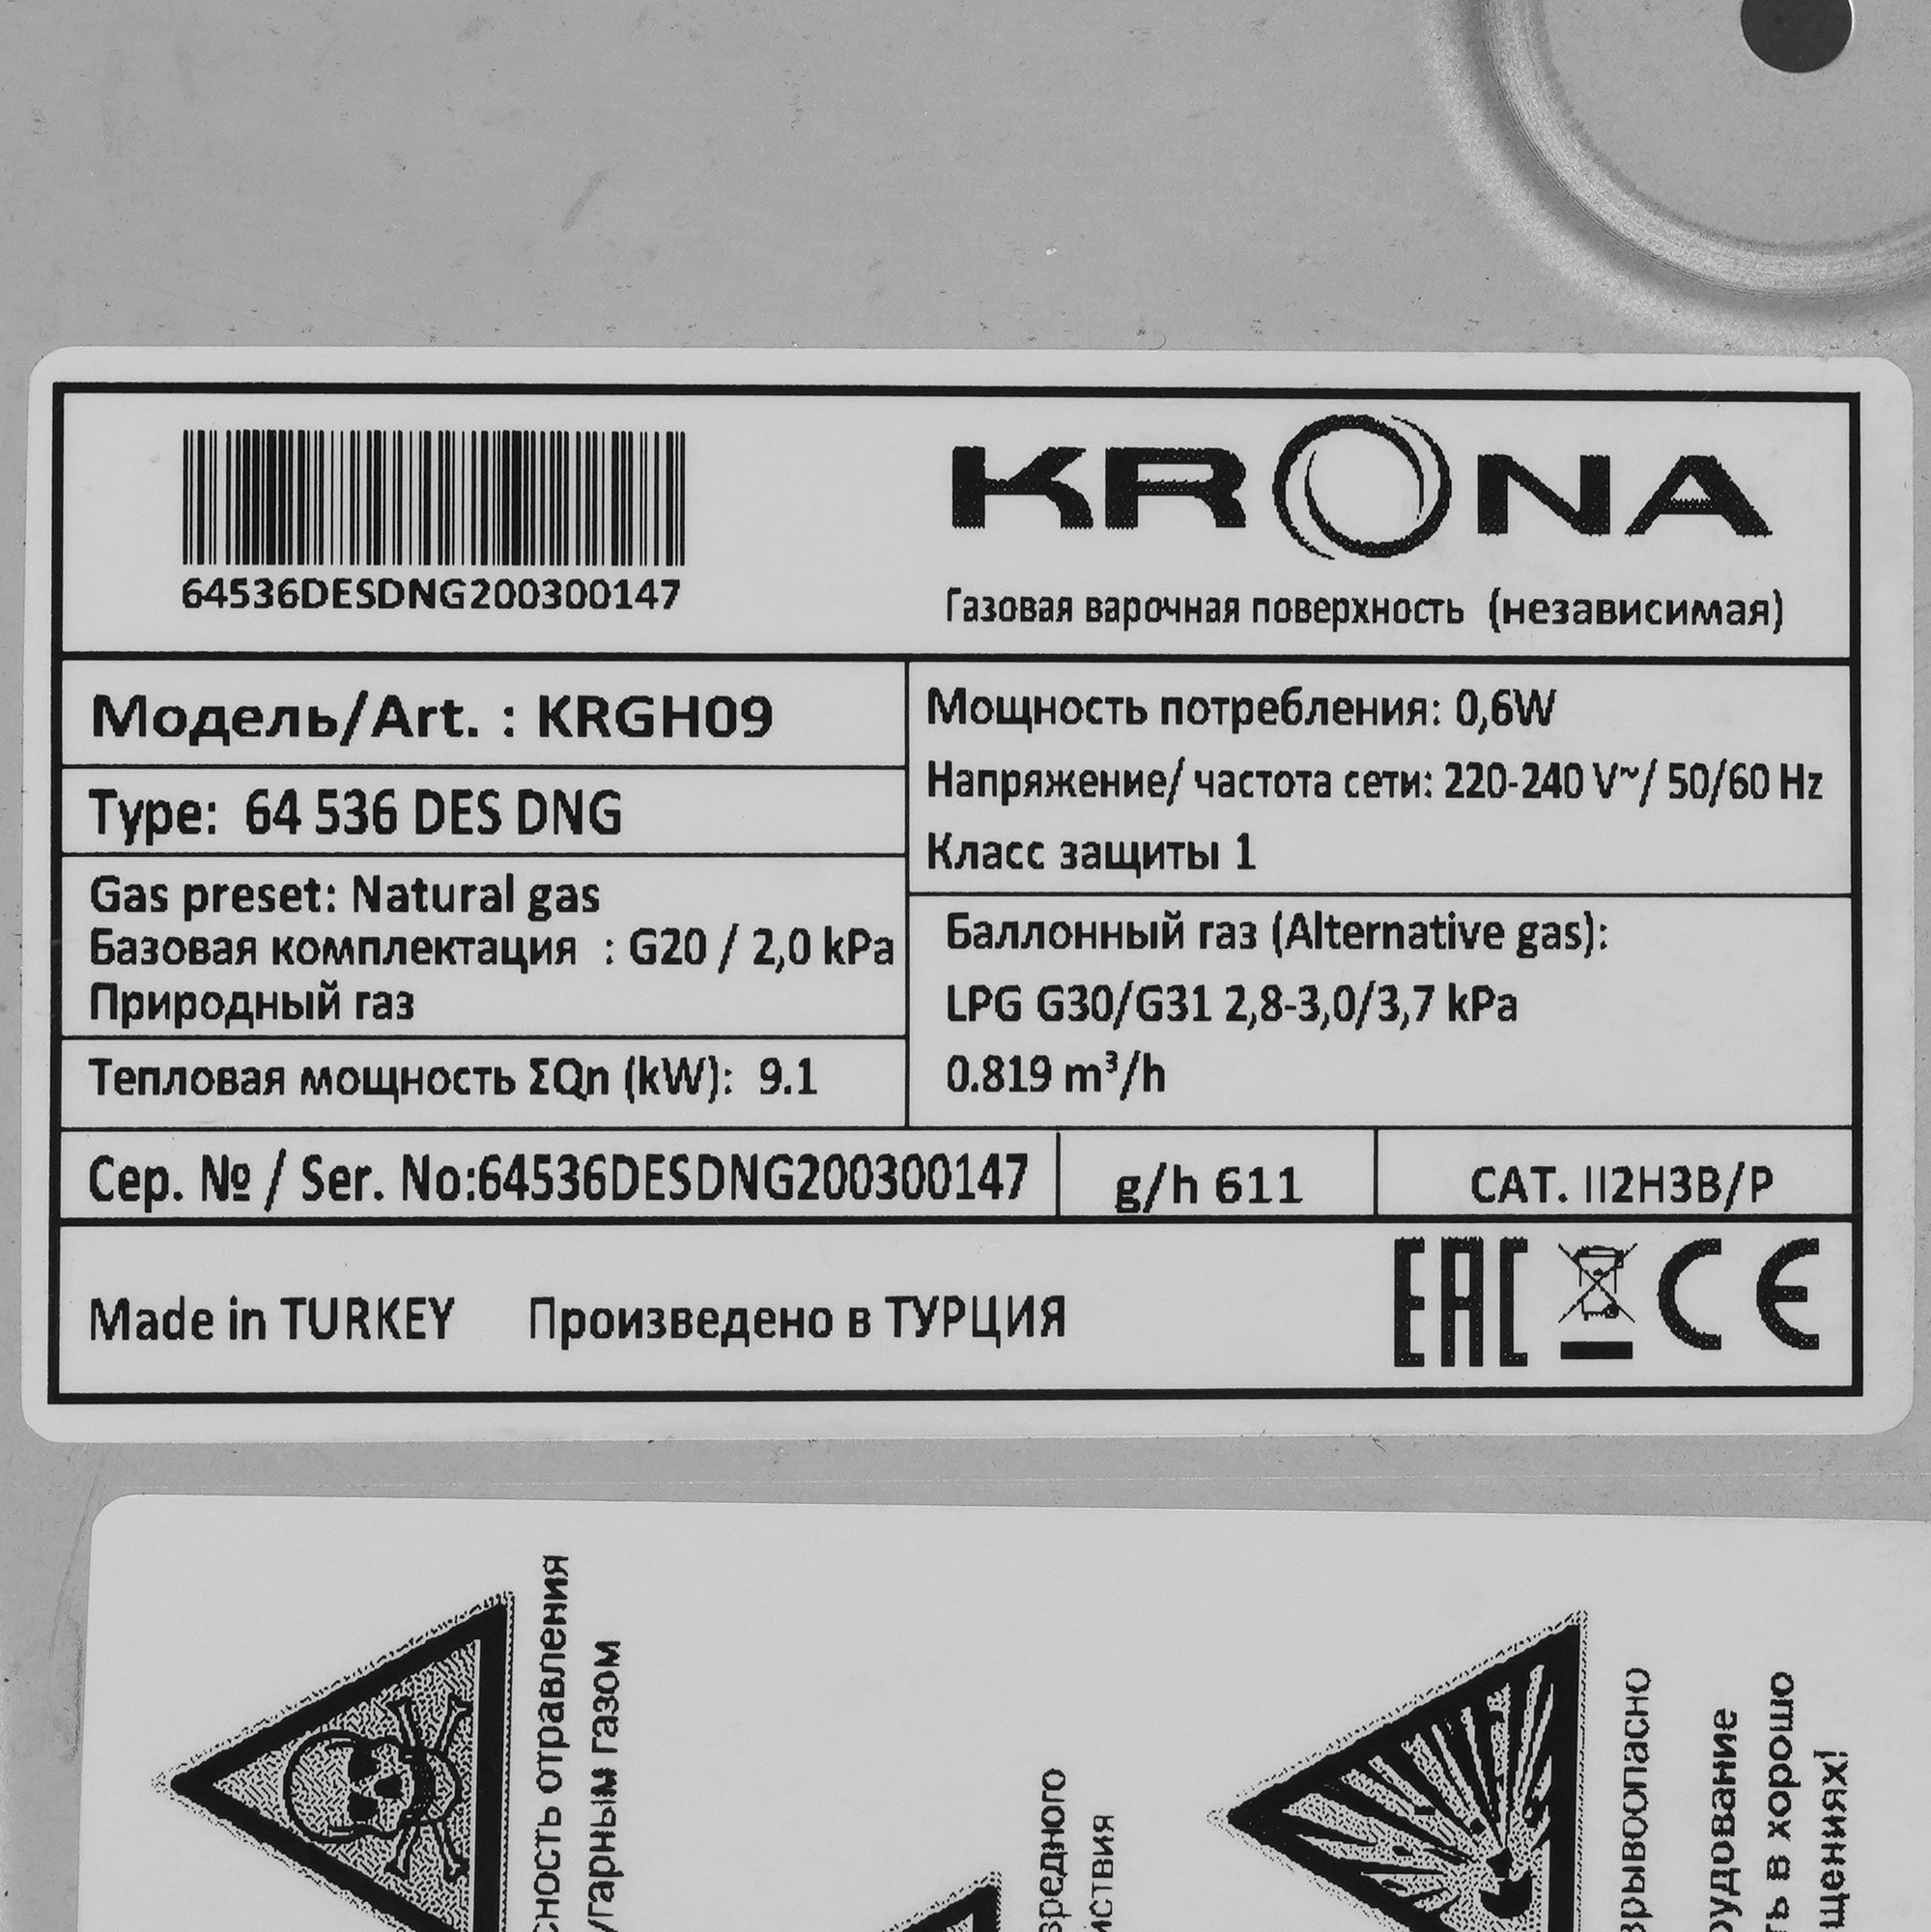 64536DESDNG200300147
KRONA
Газовая варочная поверхность (независимая)
Модель/Art. : KRGH09
Type: 64 536 DES DNG
Gas preset: Natural gas
Базовая комплектация : G20 / 2,0 kPa
Природный газ
Тепловая мощность ΣQn (kW): 9.1
Мощность потребления: 0,6W
Напряжение/ частота сети: 220-240 V~/ 50/60 Hz
Класс защиты 1
Баллонный газ (Alternative gas):
LPG G30/G31 2,8-3,0/3,7 kPa
0.819 m³/h
Сер. № / Ser. No:64536DESDNG200300147
g/h 611
CAT. II2H3B/P
Made in TURKEY Произведено в ТУРЦИЯ
EAC CE
отравления
газом
хорошо